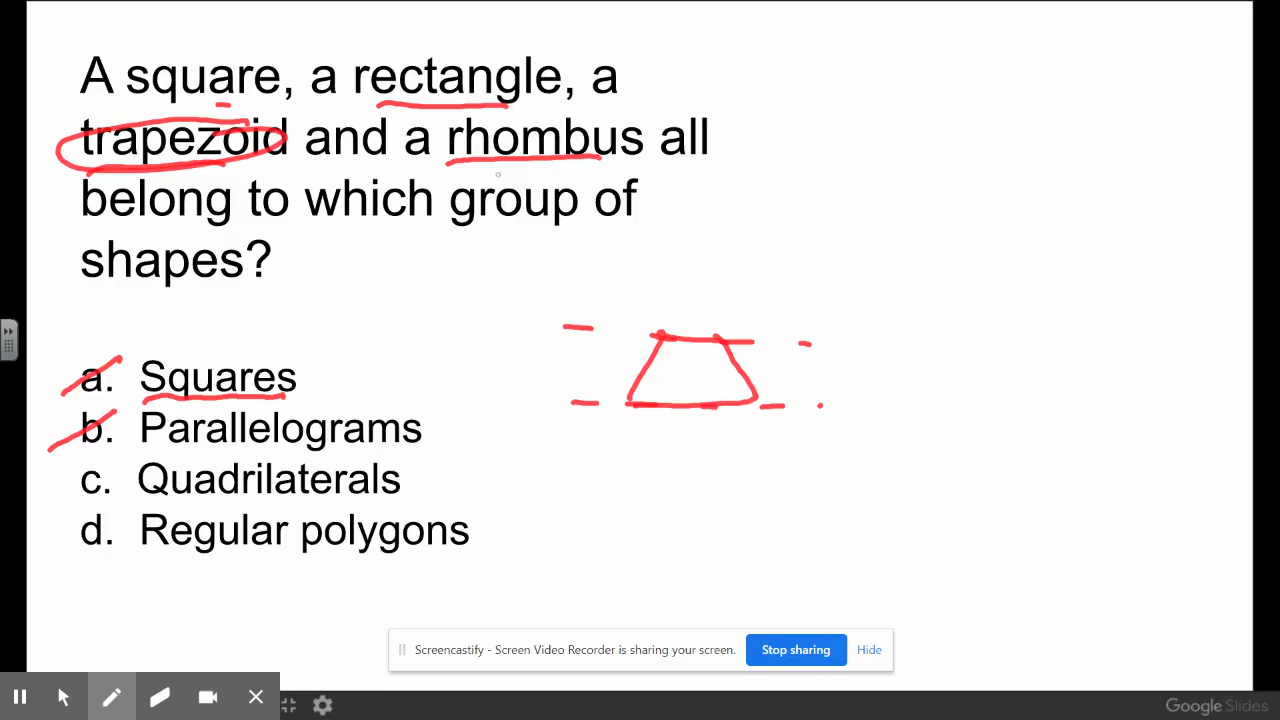 A square, a rectangle, a
trapezoid and a rhombus all
belong to which group of
shapes?
a. Squares
b. Parallelograms
c. Quadrilaterals
d. Regular polygons
Screencastify - Screen Video Recorder is sharing your screen. Stop sharing Hide
Google Slides